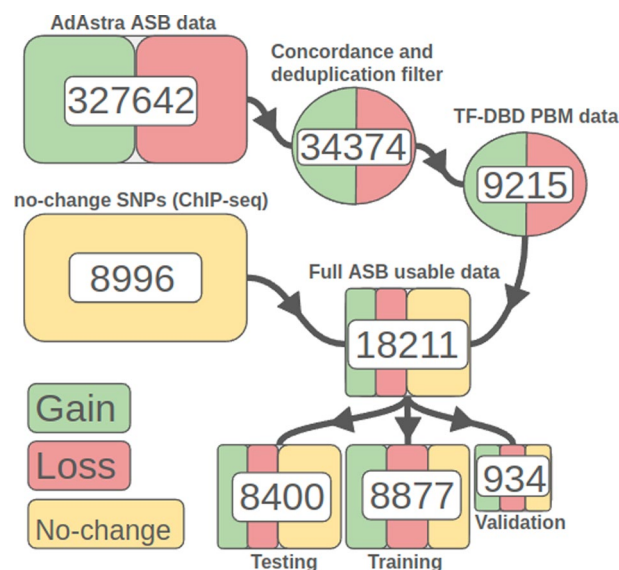 AdAstra ASB data
327642
Concordance and
deduplication filter
34374
TF-DBD PBM data
9215
no-change SNPs (ChIP-seq)
8996
Full ASB usable data
18211
Gain
Loss
No-change
8400
Testing
8877
Training
934
Validation